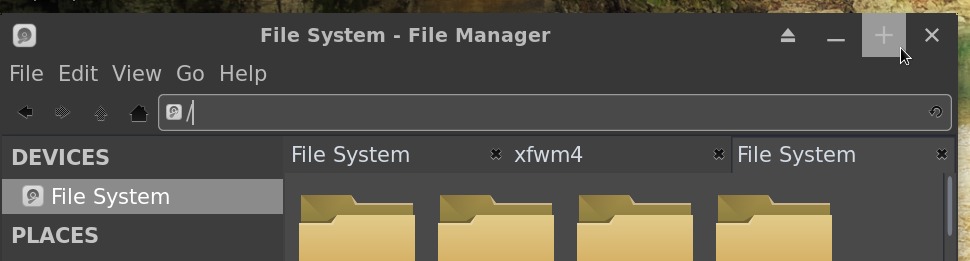 File System - File Manager
File Edit View Go Help
/
DEVICES
File System xfwm4 File System
File System
PLACES